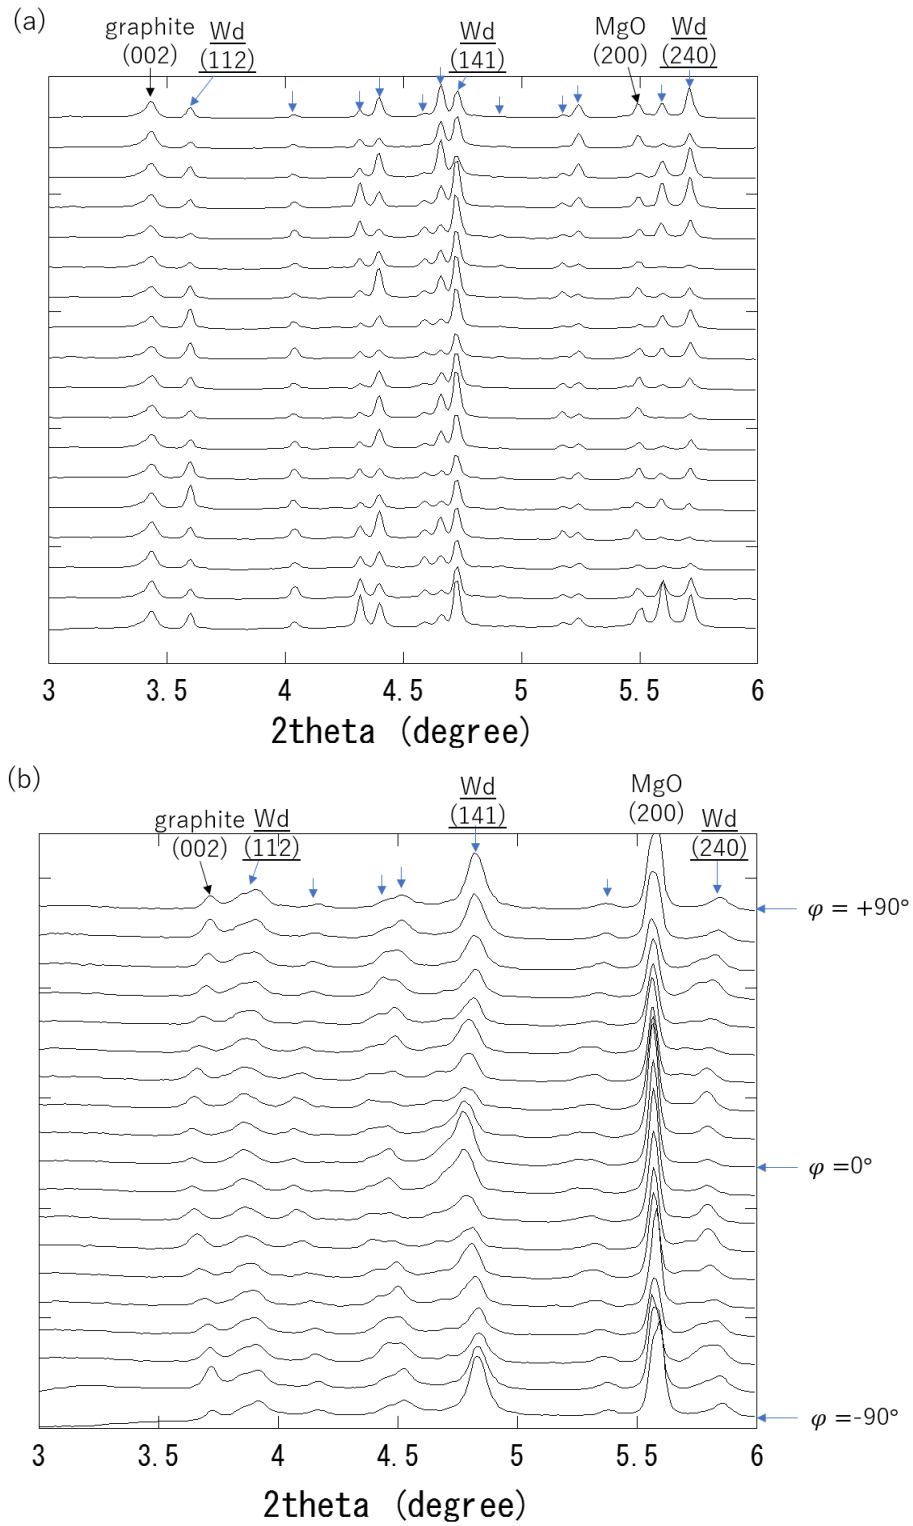 (a)
graphite
(002)
Wd
(112)
Wd
(141)
MgO
(200)
Wd
(240)
3 3.5 4 4.5 5 5.5 6
2theta (degree)
(b)
graphite
(002)
Wd
(112)
Wd
(141)
MgO
(200)
Wd
(240)
φ = +90°
φ =0°
φ =-90°
3 3.5 4 4.5 5 5.5 6
2theta (degree)